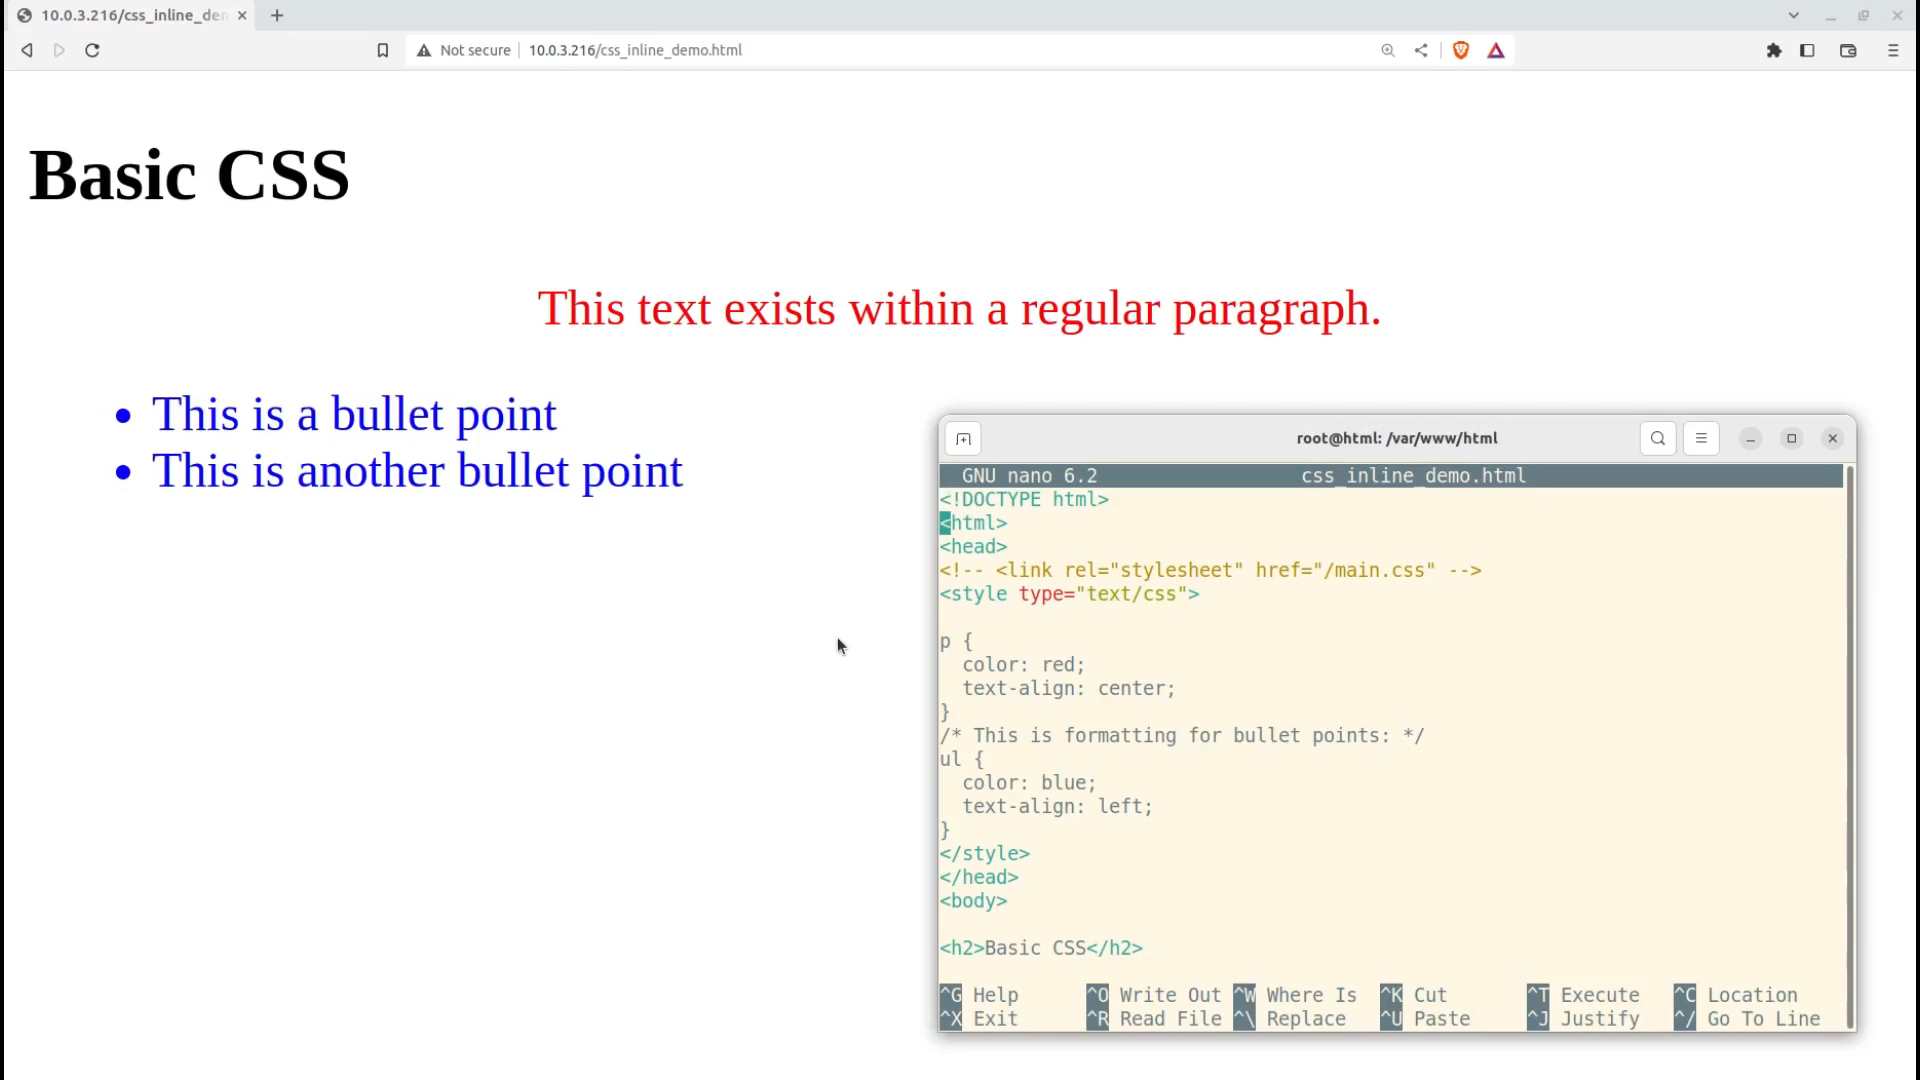 10.0.3.216/css_inline_den
Not secure 10.0.3.216/css_inline_demo.html
Basic CSS
This text exists within a regular paragraph.
• This is a bullet point
• This is another bullet point
root@html: /var/www/html
GNU nano 6.2 css_inline_demo.html
<!DOCTYPE html>
<html>
<head>
<!-- <link rel="stylesheet" href="/main.css" -->
<style type="text/css">
p {
  color: red;
  text-align: center;
}
/* This is formatting for bullet points: */
ul {
  color: blue;
  text-align: left;
}
</style>
</head>
<body>
<h2>Basic CSS</h2>
^G Help ^O Write Out ^W Where Is ^K Cut ^T Execute ^C Location
^X Exit ^R Read File ^\ Replace ^U Paste ^J Justify ^/ Go To Line